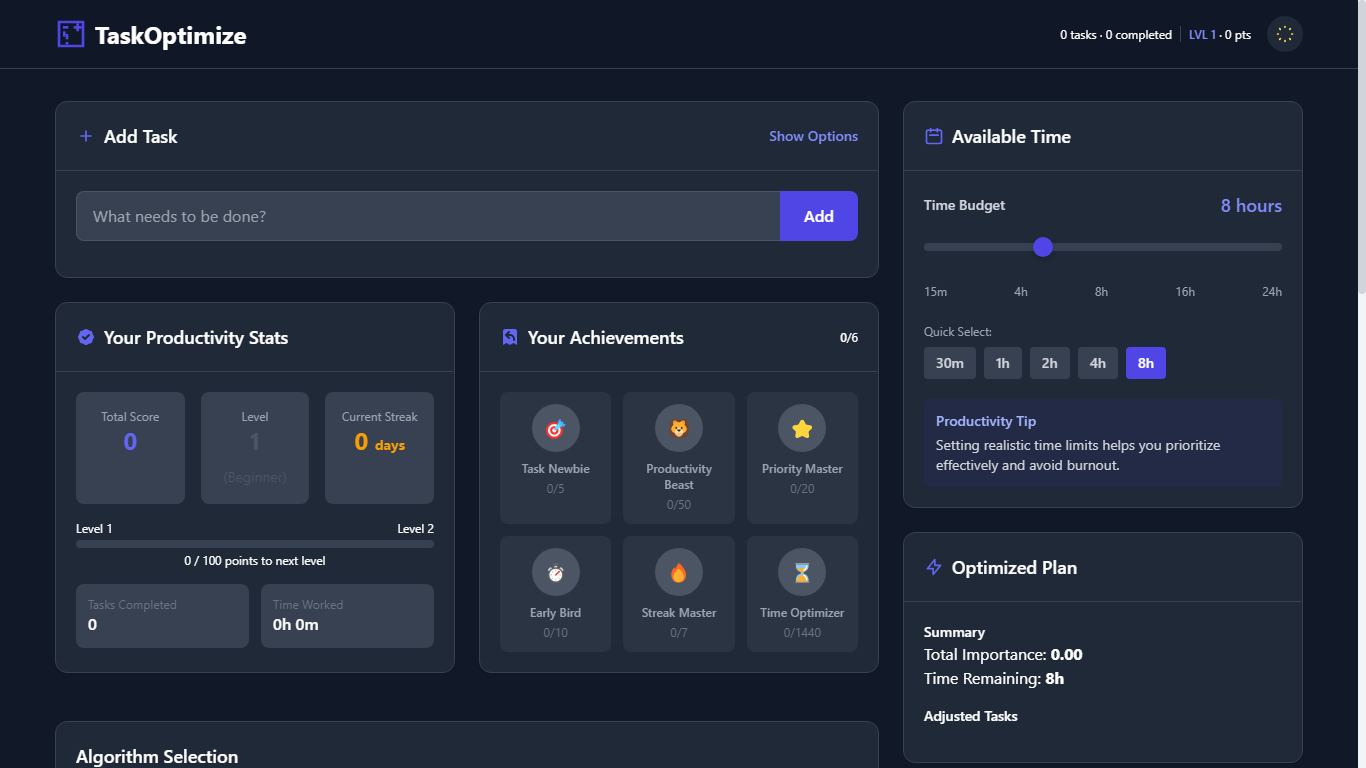 TaskOptimize
0 tasks · 0 completed
LVL 1 · 0 pts
Add Task
Show Options
What needs to be done?
Add
Your Productivity Stats
Total Score
0
Level
1
(Beginner)
Current Streak
0 days
Level 1
Level 2
0 / 100 points to next level
Tasks Completed
0
Time Worked
0h 0m
Your Achievements
0/6
Task Newbie
0/5
Productivity
Beast
0/50
Priority Master
0/20
Early Bird
0/10
Streak Master
0/7
Time Optimizer
0/1440
Algorithm Selection
Available Time
Time Budget
8 hours
15m
4h
8h
16h
24h
Quick Select:
30m
1h
2h
4h
8h
Productivity Tip
Setting realistic time limits helps you prioritize
effectively and avoid burnout.
Optimized Plan
Summary
Total Importance: 0.00
Time Remaining: 8h
Adjusted Tasks